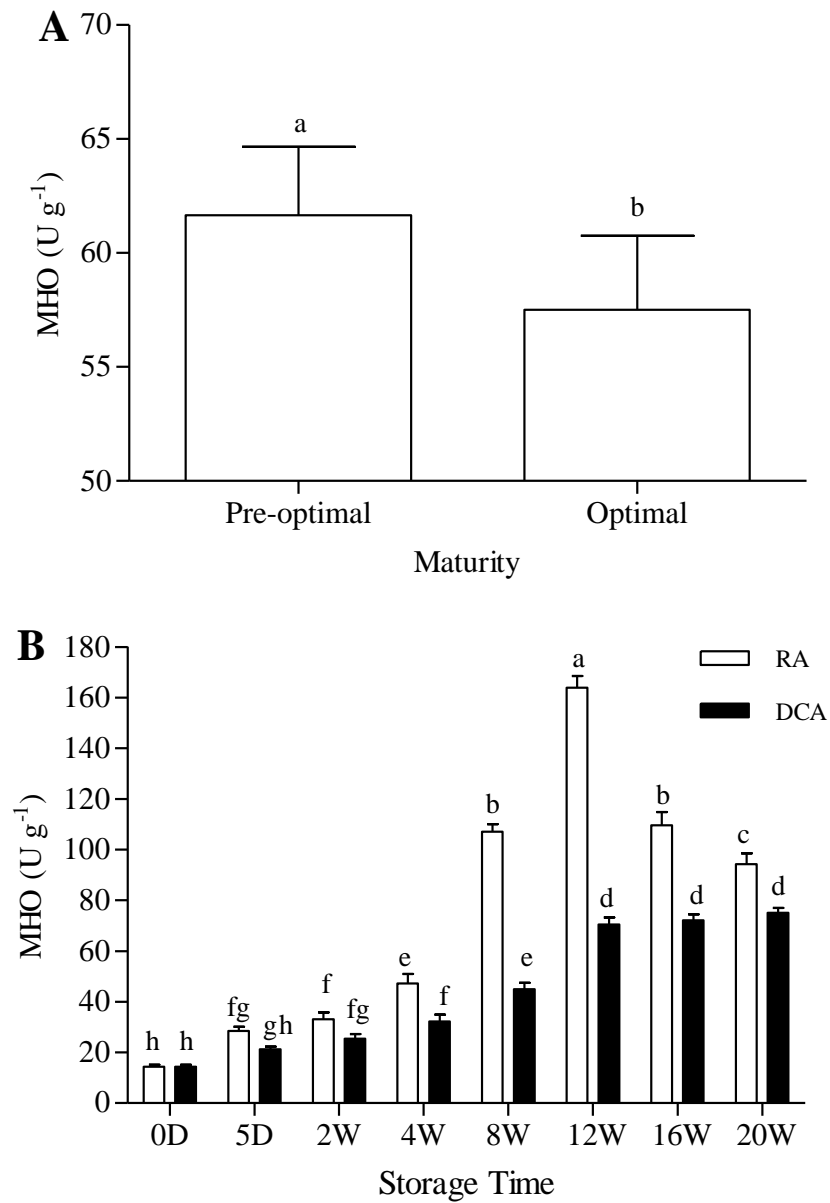 A
70
a
65
b
60
55
50
MHO (U g⁻¹)
Pre-optimal Optimal
Maturity
B
180
RA
a
160
DCA
140
120
b
b
100
c
80
d d d
60
e
e
40
f
f
fg
fg
gh
20
h h
0
MHO (U g⁻¹)
0D 5D 2W 4W 8W 12W 16W 20W
Storage Time